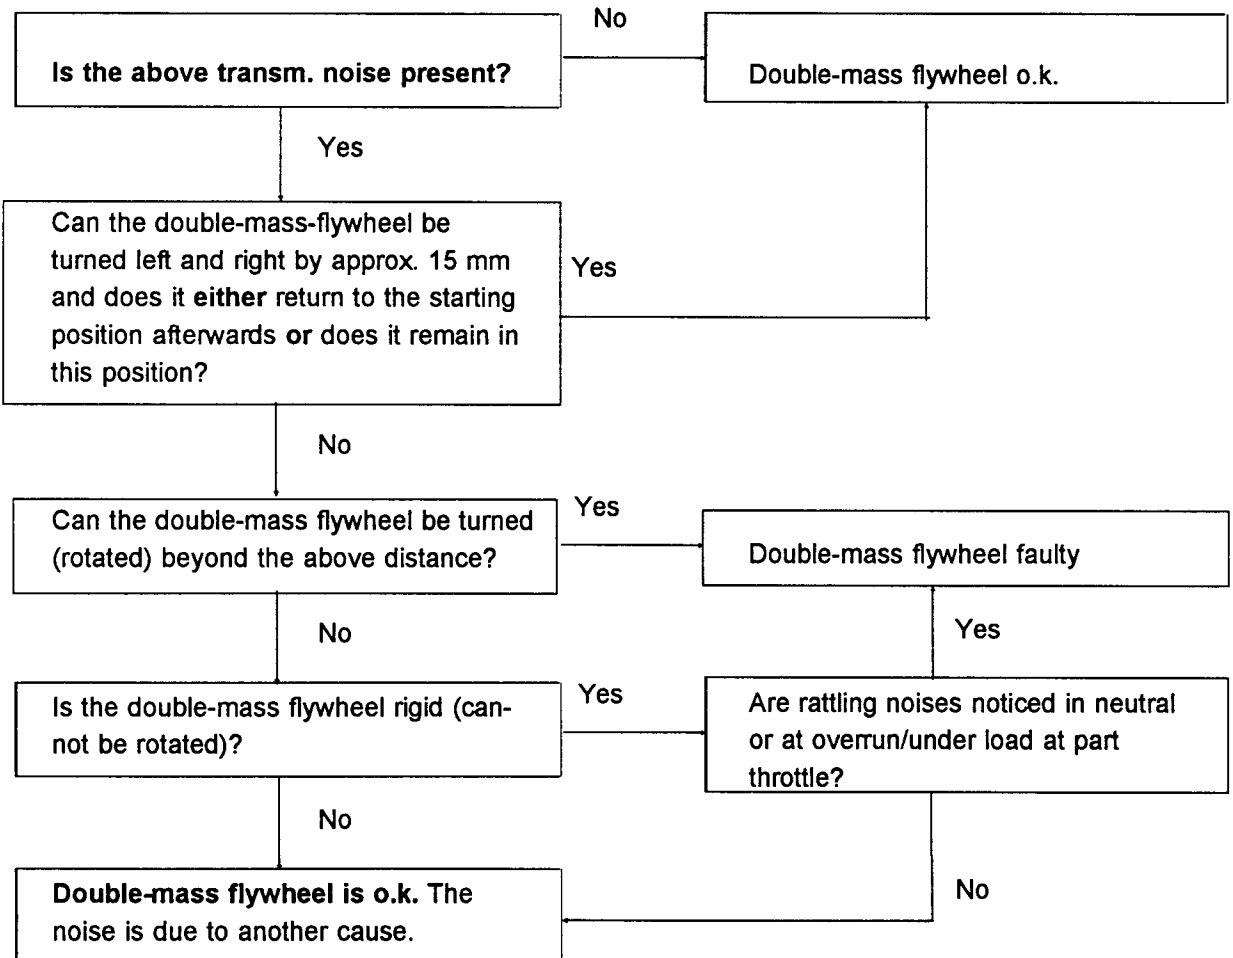 No
Is the above transm. noise present?
Double-mass flywheel o.k.
Yes
Can the double-mass-flywheel be
turned left and right by approx. 15 mm
and does it either return to the starting
position afterwards or does it remain in
this position?
Yes
No
Can the double-mass flywheel be turned
(rotated) beyond the above distance?
Yes
Double-mass flywheel faulty
No
Yes
Is the double-mass flywheel rigid (can-
not be rotated)?
Yes
Are rattling noises noticed in neutral
or at overrun/under load at part
throttle?
No
No
Double-mass flywheel is o.k. The
noise is due to another cause.